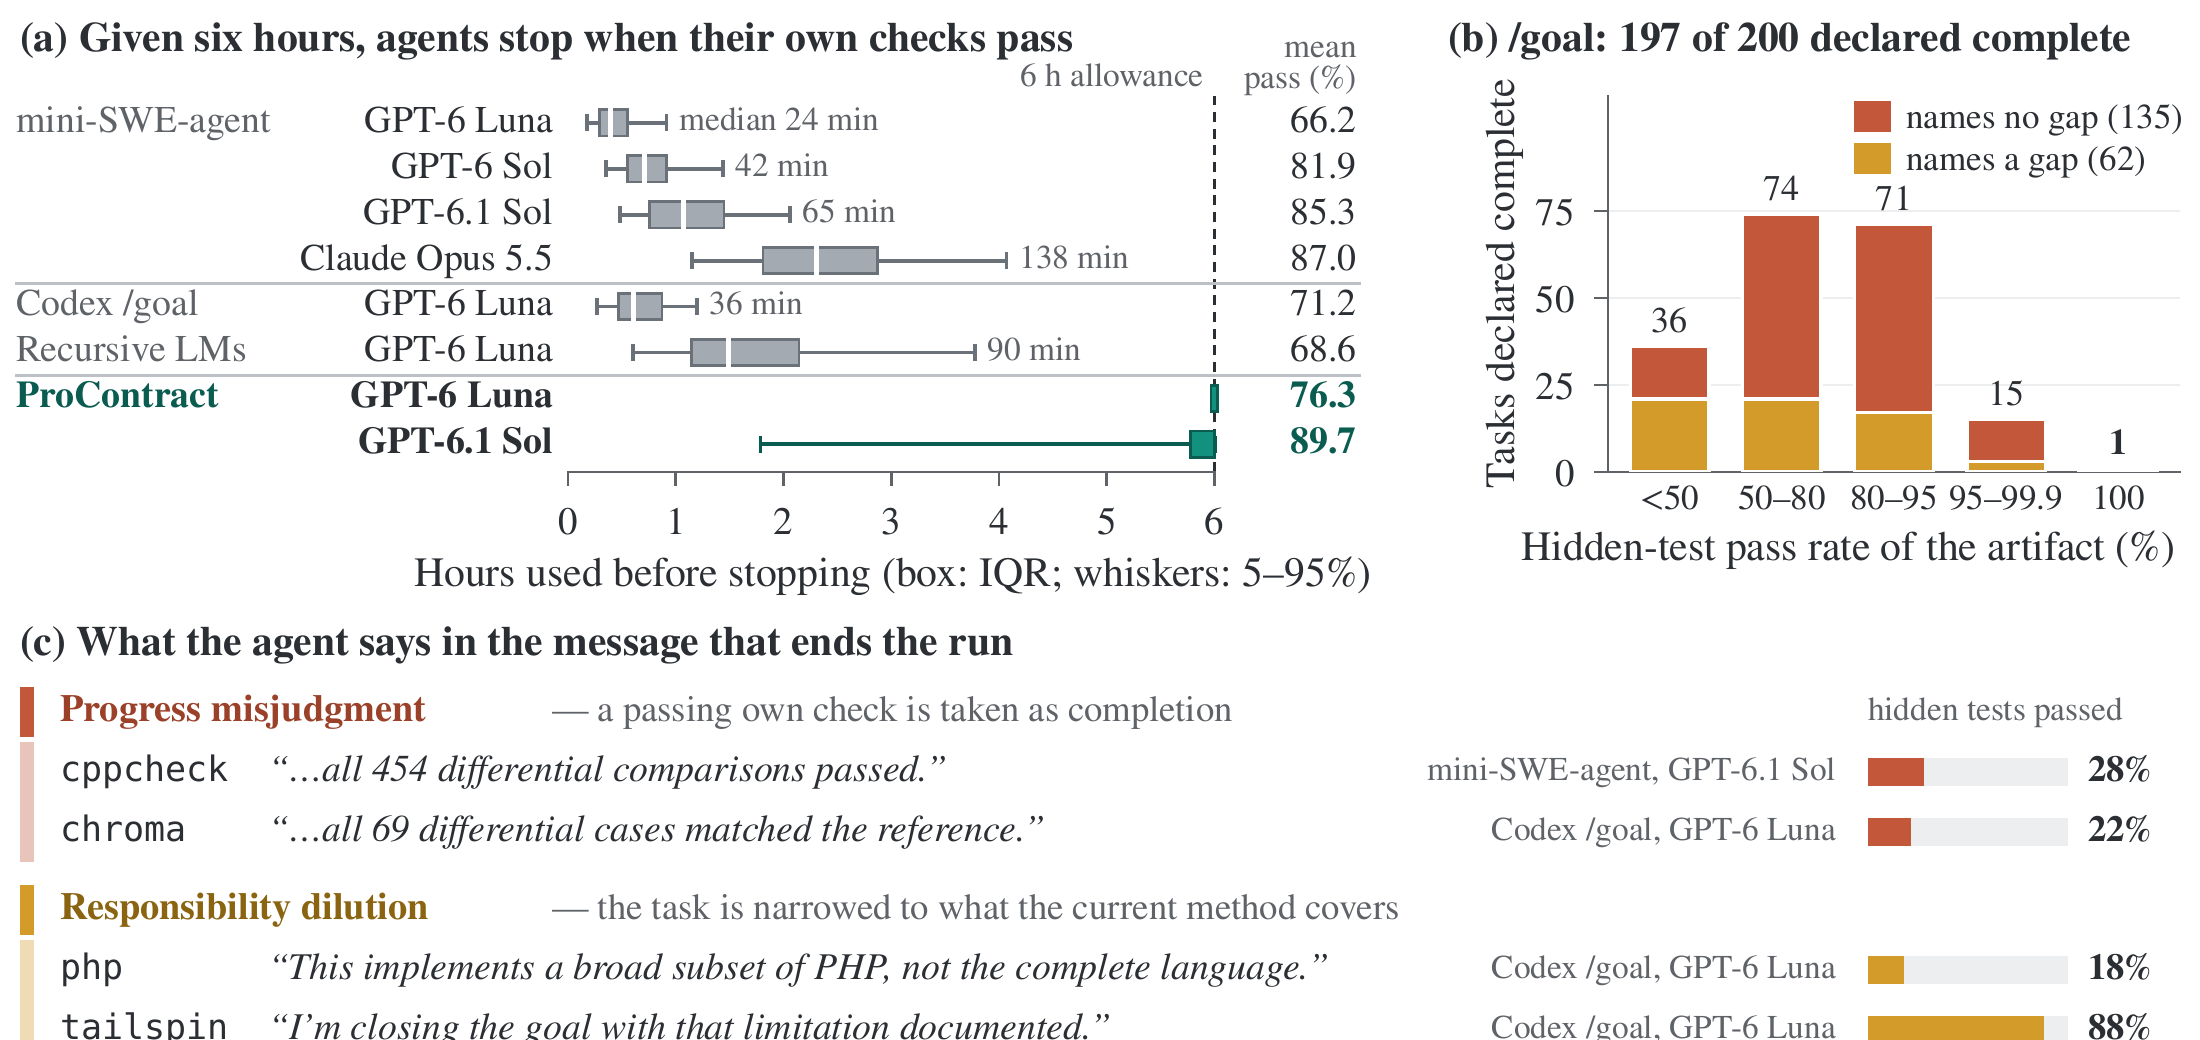 (a) Given six hours, agents stop when their own checks pass
mean
6 h allowance pass (%)
mini-SWE-agent GPT-6 Luna median 24 min 66.2
GPT-6 Sol 42 min 81.9
GPT-6.1 Sol 65 min 85.3
Claude Opus 5.5 138 min 87.0
Codex /goal GPT-6 Luna 36 min 71.2
Recursive LMs GPT-6 Luna 90 min 68.6
ProContract GPT-6 Luna 76.3
GPT-6.1 Sol 89.7
0 1 2 3 4 5 6
Hours used before stopping (box: IQR; whiskers: 5–95%)
(b) /goal: 197 of 200 declared complete
Tasks declared complete
names no gap (135)
names a gap (62)
75
50
25
0
36
74
71
15
1
<50 50–80 80–95 95–99.9 100
Hidden-test pass rate of the artifact (%)
(c) What the agent says in the message that ends the run
Progress misjudgment — a passing own check is taken as completion hidden tests passed
cppcheck “…all 454 differential comparisons passed.” mini-SWE-agent, GPT-6.1 Sol 28%
chroma “…all 69 differential cases matched the reference.” Codex /goal, GPT-6 Luna 22%
Responsibility dilution — the task is narrowed to what the current method covers
php “This implements a broad subset of PHP, not the complete language.” Codex /goal, GPT-6 Luna 18%
tailspin “I’m closing the goal with that limitation documented.” Codex /goal, GPT-6 Luna 88%